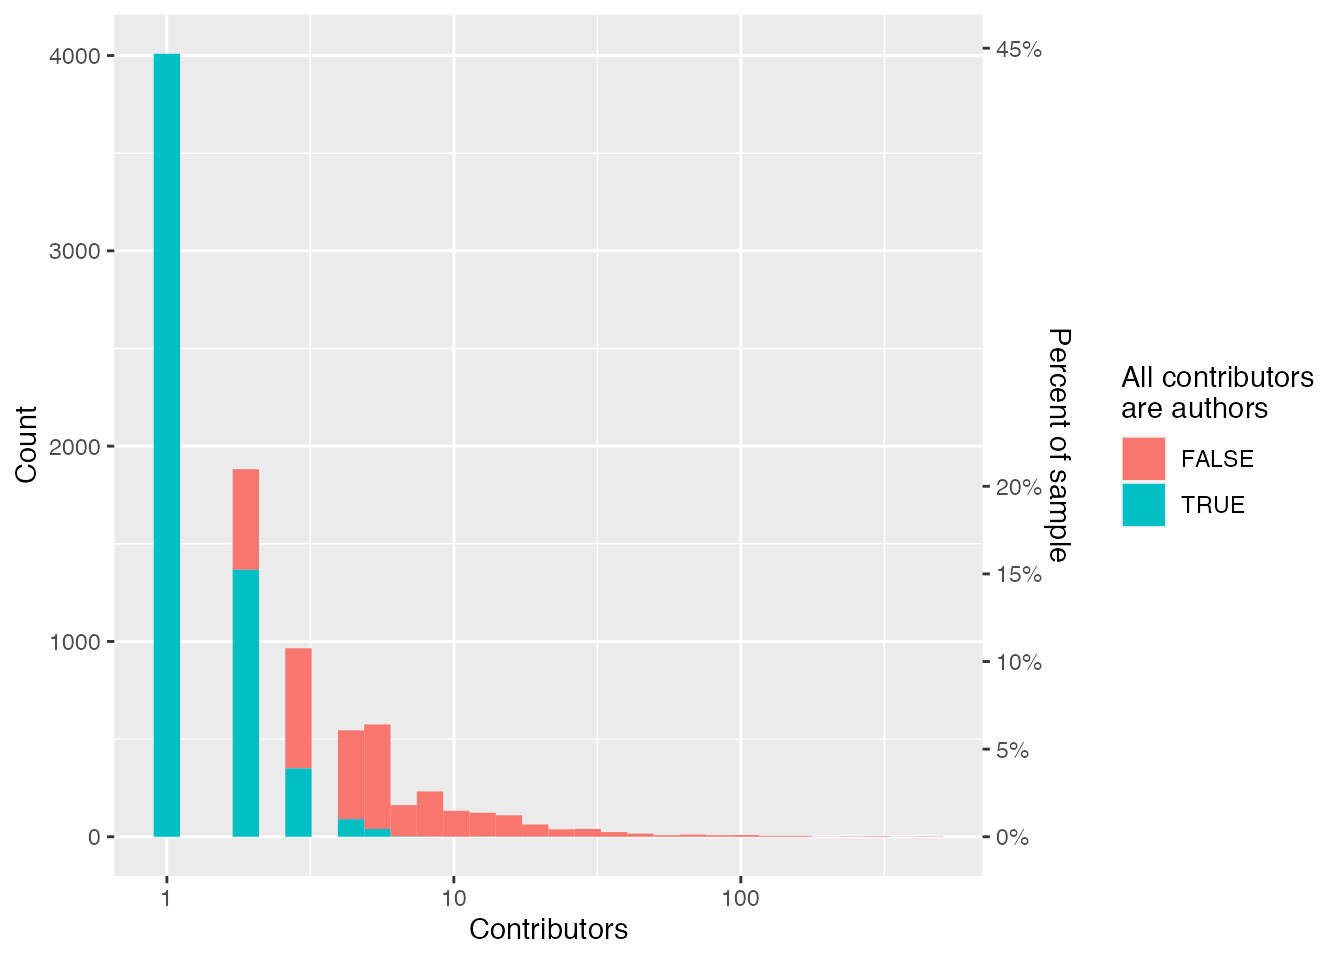 4000
3000
2000
1000
0
Count
1
10
100
Contributors
45%
20%
15%
10%
5%
0%
Percent of sample
All contributors
are authors
FALSE
TRUE